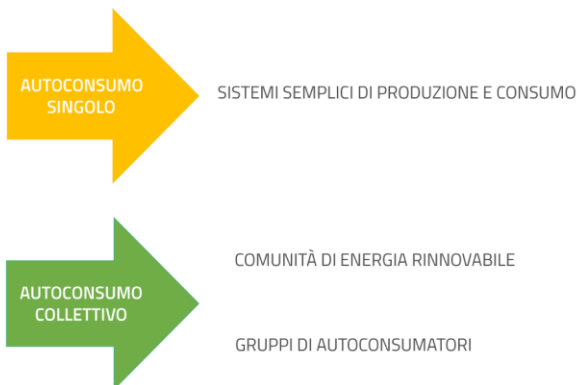 AUTOCONSUMO
SINGOLO
SISTEMI SEMPLICI DI PRODUZIONE E CONSUMO
AUTOCONSUMO
COLLETTIVO
COMUNITÀ DI ENERGIA RINNOVABILE
GRUPPI DI AUTOCONSUMATORI